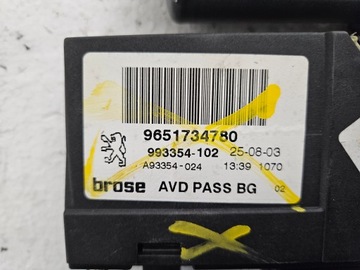 9651734780
993354-102 25-08-03
A93354-024 13:39 1070
brose AVD PASS BG 02